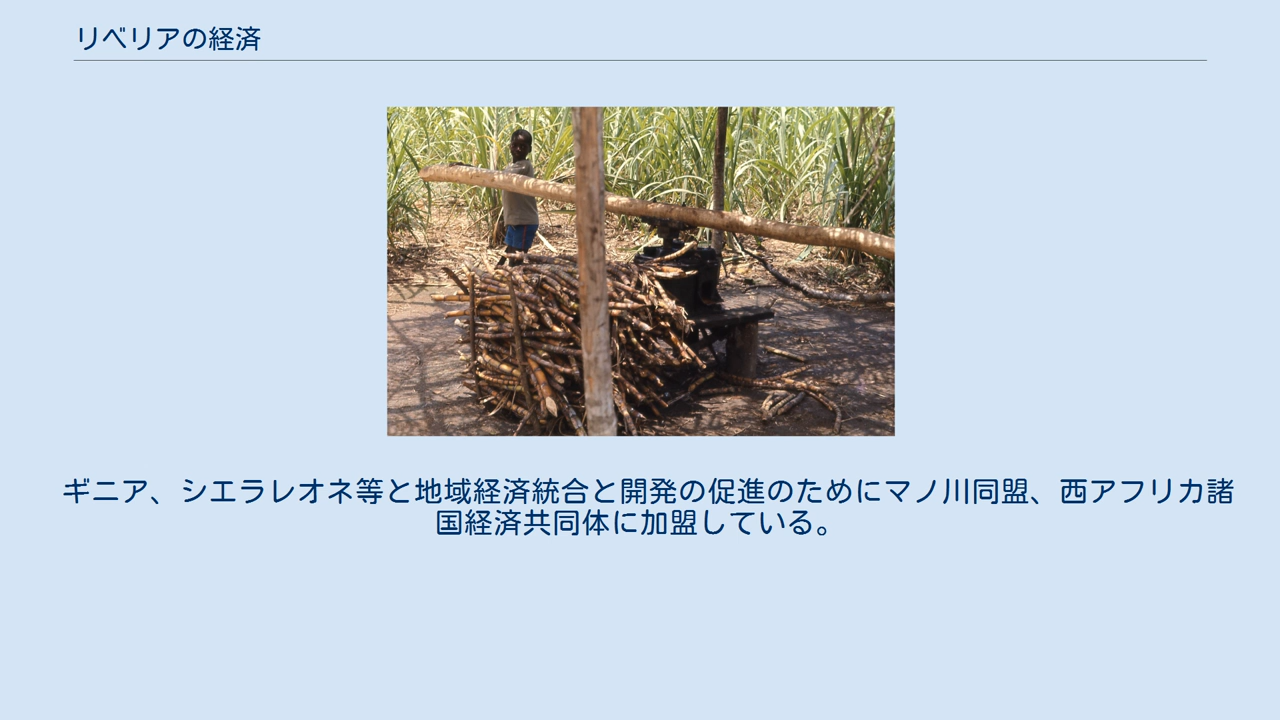 リベリアの経済
ギニア、シエラレオネ等と地域経済統合と開発の促進のためにマノ川同盟、西アフリカ諸
国経済共同体に加盟している。